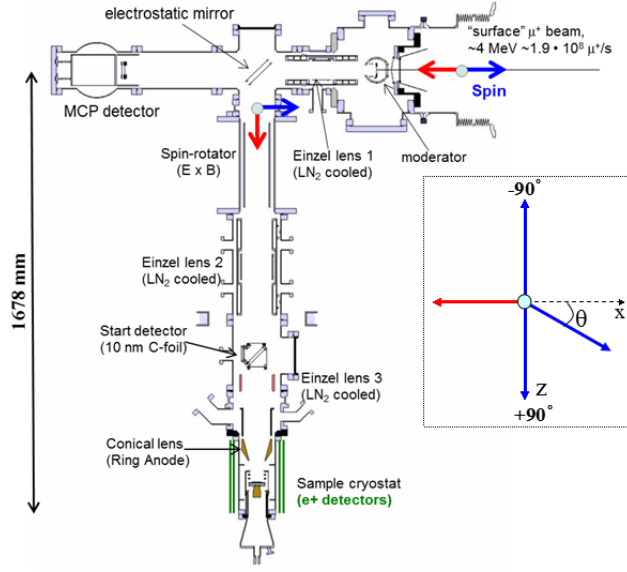 electrostatic mirror
"surface" μ⁺ beam,
~4 MeV ~1.9 • 10⁸ μ⁺/s
Spin
MCP detector
Spin-rotator
(E x B)
Einzel lens 1
(LN₂ cooled)
moderator
1678 mm
Einzel lens 2
(LN₂ cooled)
Start detector
(10 nm C-foil)
Einzel lens 3
(LN₂ cooled)
Conical lens
(Ring Anode)
Sample cryostat
(e+ detectors)
-90°
x
θ
Z
+90°